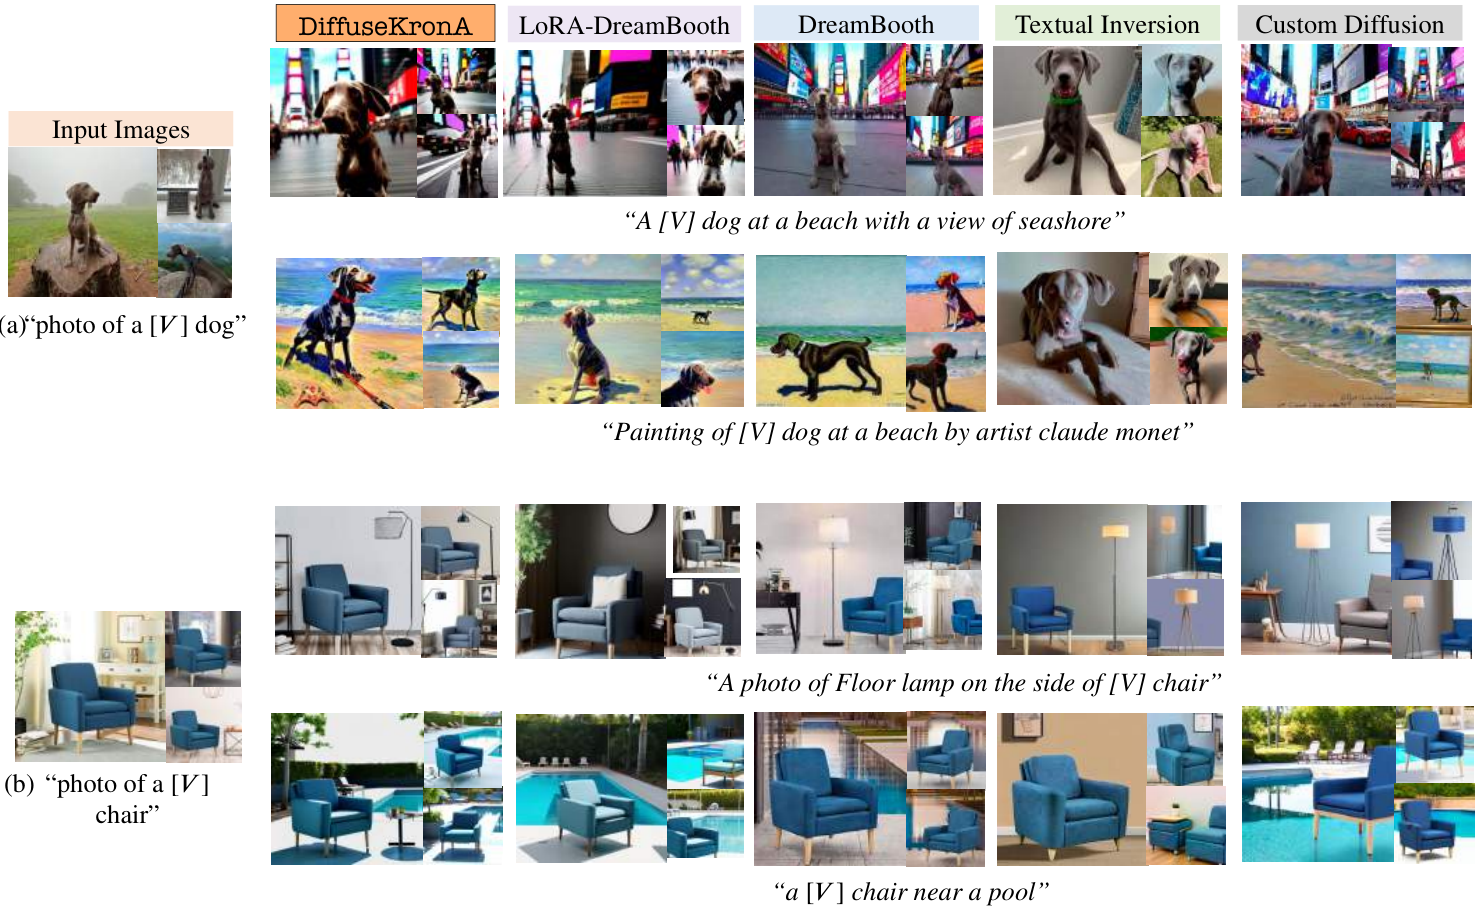 DiffuseKronA
LoRA-DreamBooth
DreamBooth
Textual Inversion
Custom Diffusion
Input Images
“A [V] dog at a beach with a view of seashore”
(a)“photo of a [V] dog”
“Painting of [V] dog at a beach by artist claude monet”
“A photo of Floor lamp on the side of [V] chair”
(b) “photo of a [V]
chair”
“a [V] chair near a pool”